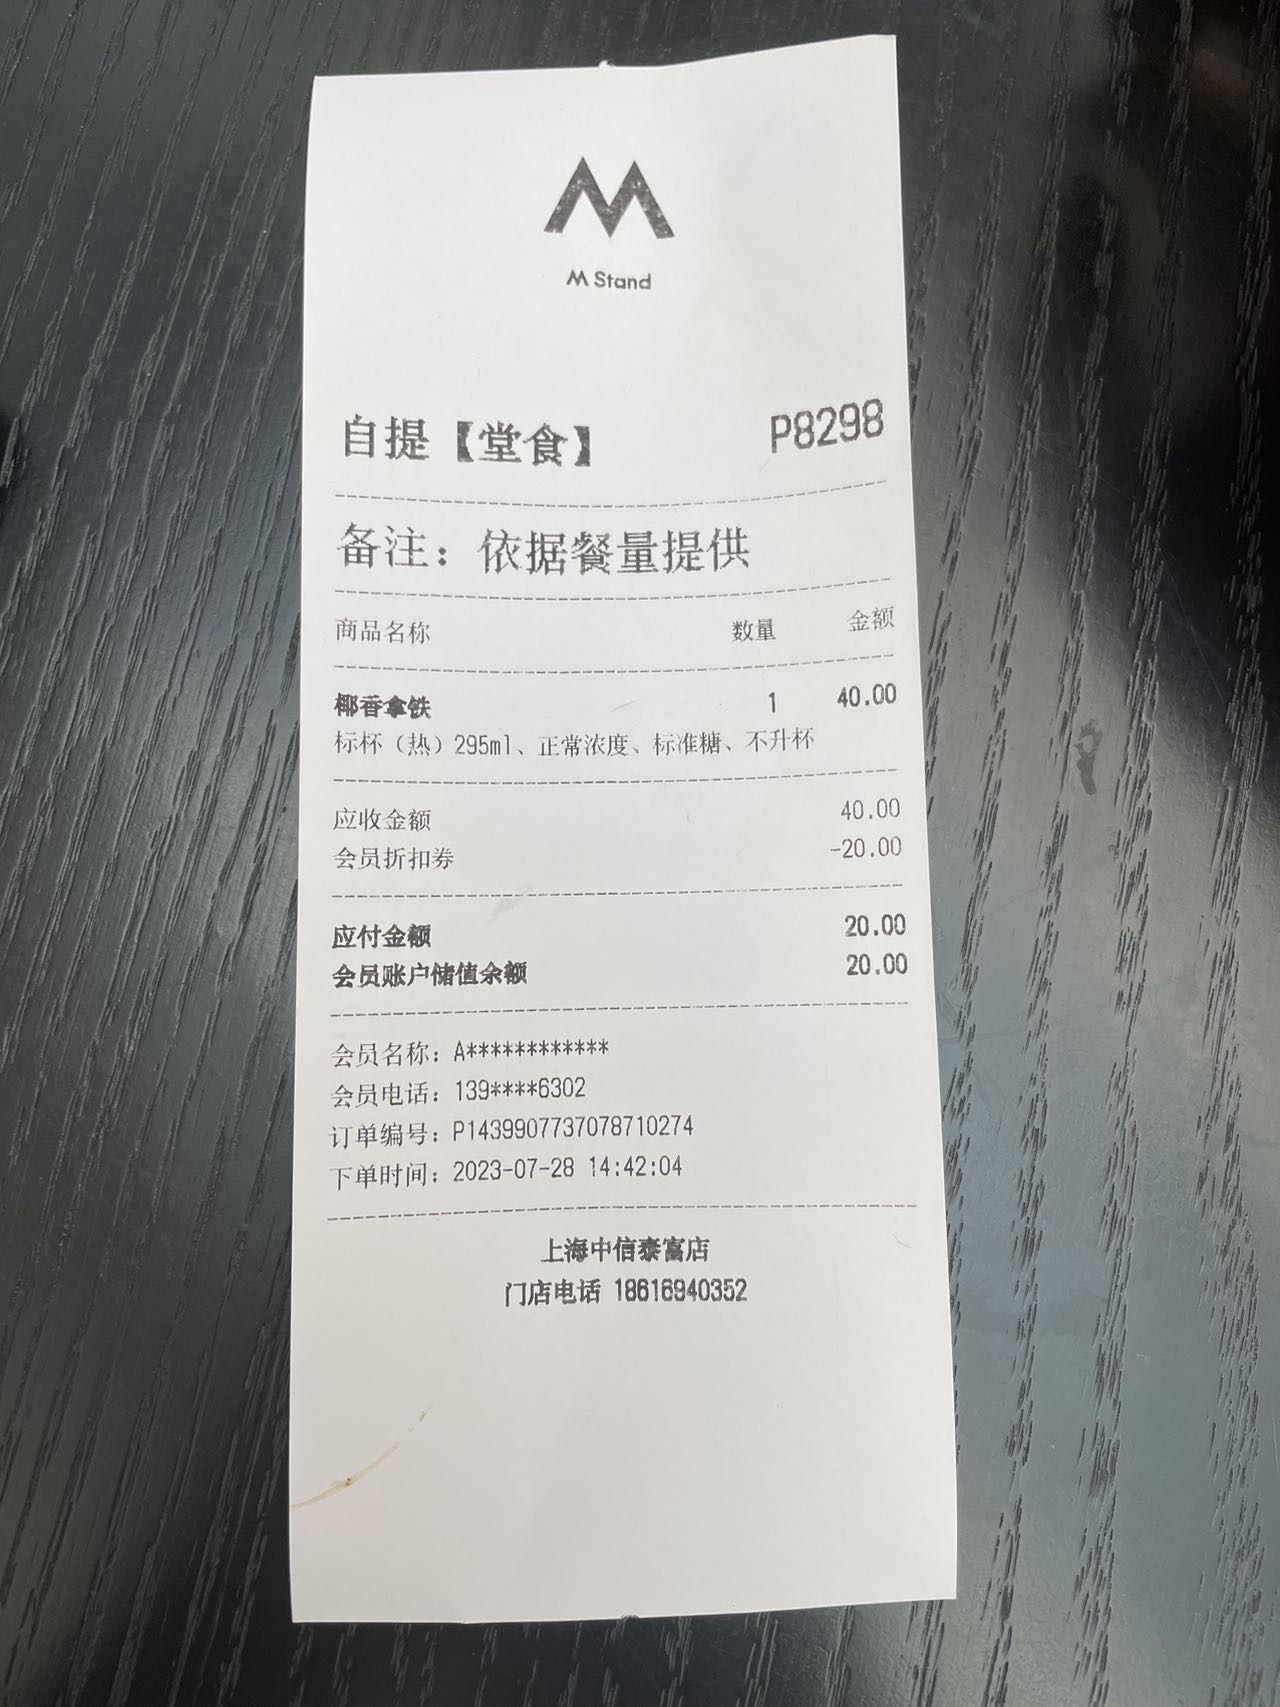 M Stand
自提【堂食】 P8298
备注：依据餐量提供
商品名称 数量 金额
椰香拿铁 1 40.00
标杯（热）295ml、正常浓度、标准糖、不升杯
应收金额 40.00
会员折扣券 -20.00
应付金额 20.00
会员账户储值余额 20.00
会员名称：A************
会员电话：139****6302
订单编号：P1439907737078710274
下单时间：2023-07-28 14:42:04
上海中信泰富店
门店电话 18616940352